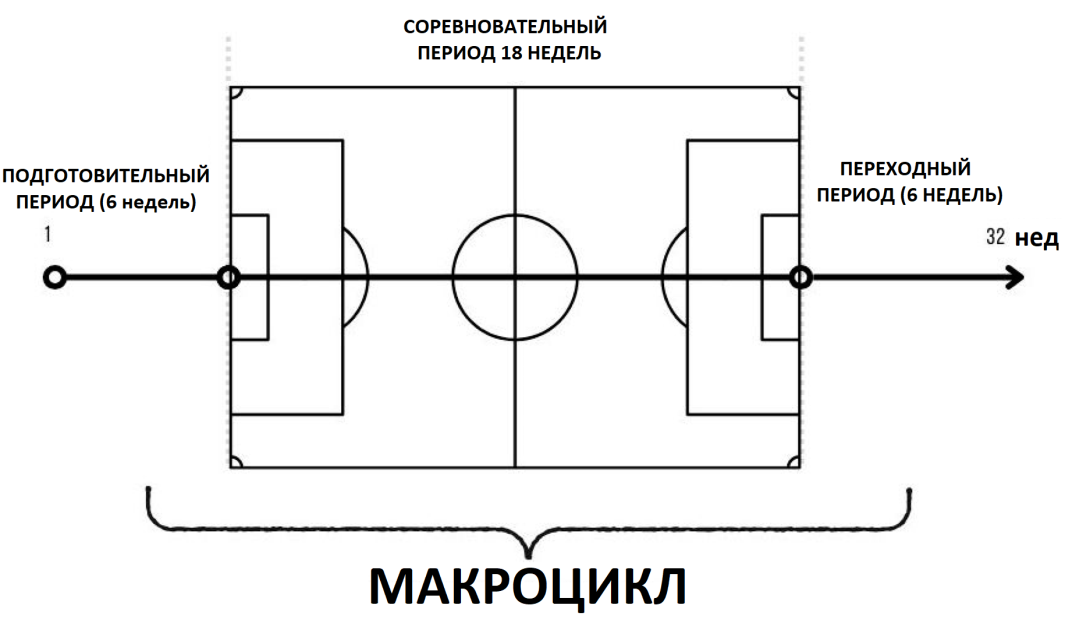 СОРЕВНОВАТЕЛЬНЫЙ
ПЕРИОД 18 НЕДЕЛЬ
ПОДГОТОВИТЕЛЬНЫЙ
ПЕРИОД (6 недель)
1
ПЕРЕХОДНЫЙ
ПЕРИОД (6 НЕДЕЛЬ)
32 нед
МАКРОЦИКЛ